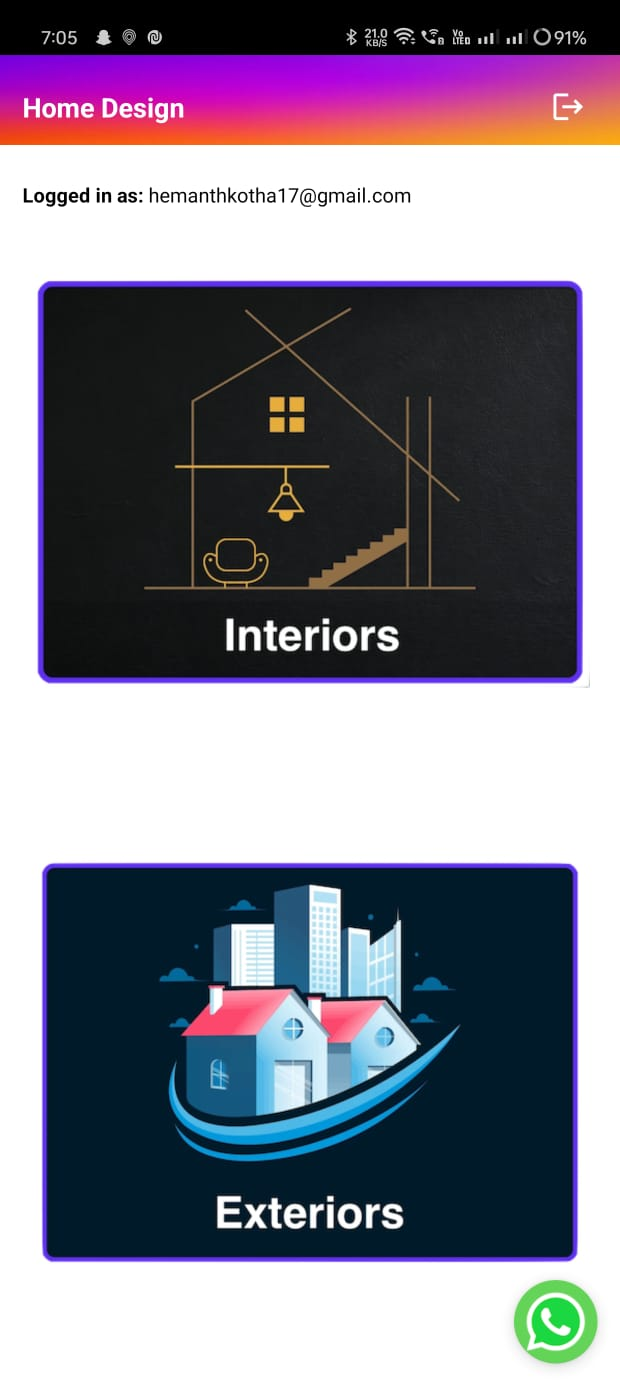 7:05 21.0 KB/S Vo LTE 91%
Home Design
Logged in as: hemanthkotha17@gmail.com
Interiors
Exteriors